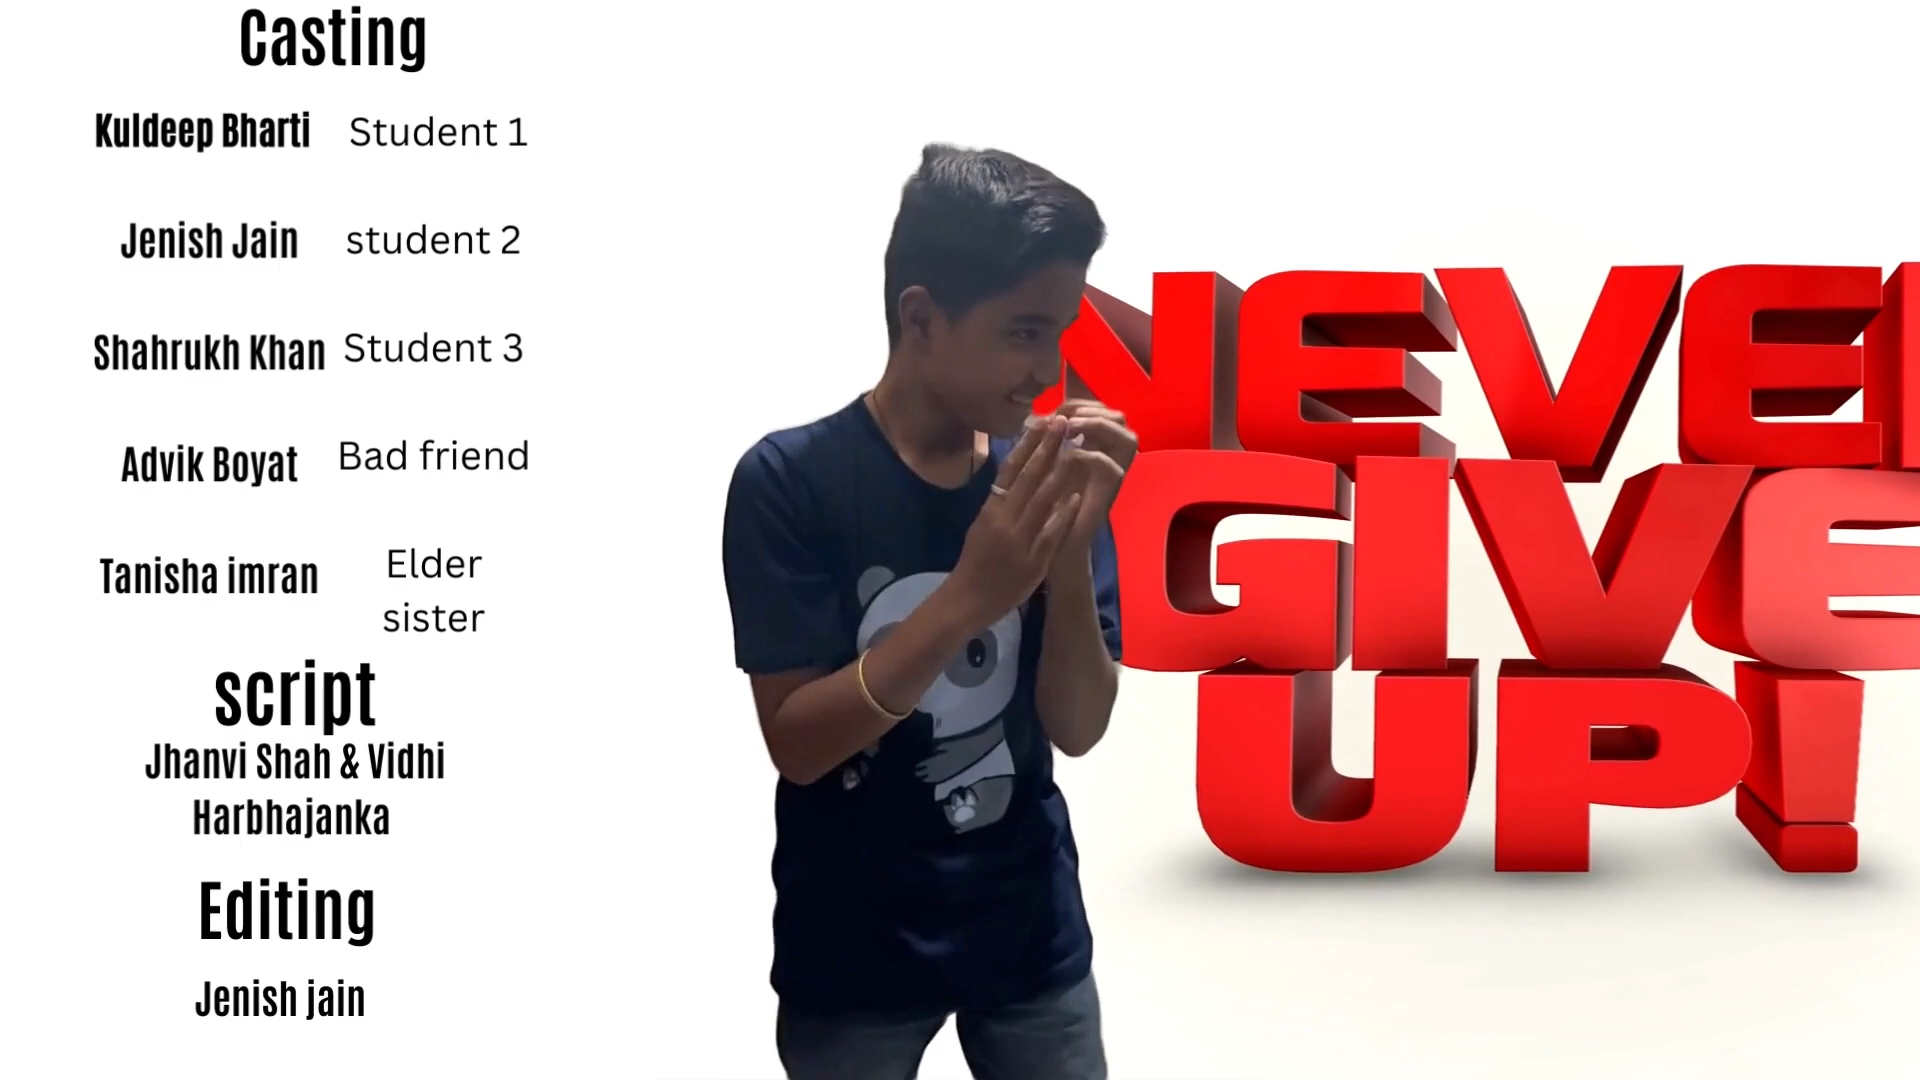 Casting
Kuldeep Bharti Student 1
Jenish Jain student 2
Shahrukh Khan Student 3
Advik Boyat Bad friend
Tanisha imran Elder
sister
script
Jhanvi Shah & Vidhi
Harbhajanka
Editing
Jenish jain
NEVER
GIVE
UP!